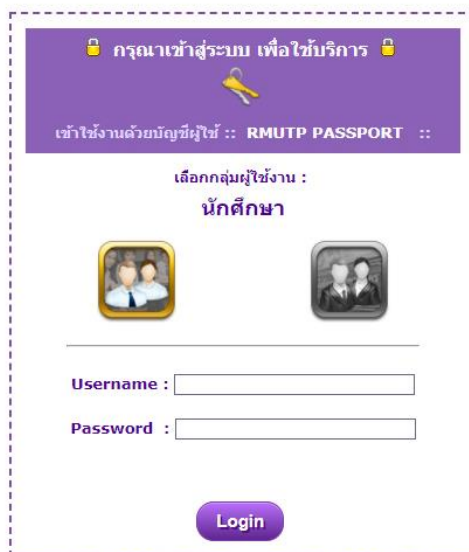 กรุณาเข้าสู่ระบบ เพื่อใช้บริการ
เข้าใช้งานด้วยบัญชีผู้ใช้ :: RMUTP PASSPORT ::
เลือกกลุ่มผู้ใช้งาน :
นักศึกษา
Username :
Password :
Login